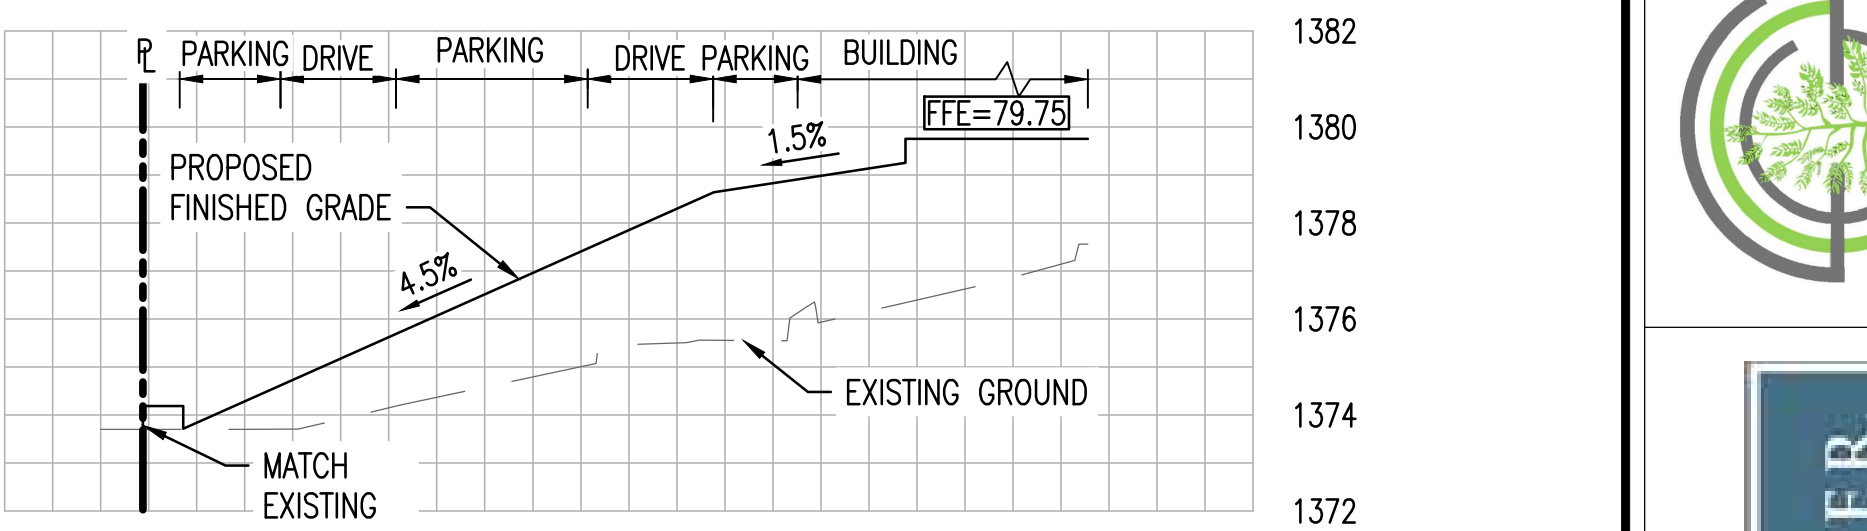 PL PARKING DRIVE PARKING DRIVE PARKING BUILDING
1382
FFE=79.75
1380
1.5%
PROPOSED
FINISHED GRADE
1378
4.5%
1376
EXISTING GROUND
1374
MATCH
EXISTING
1372
ER